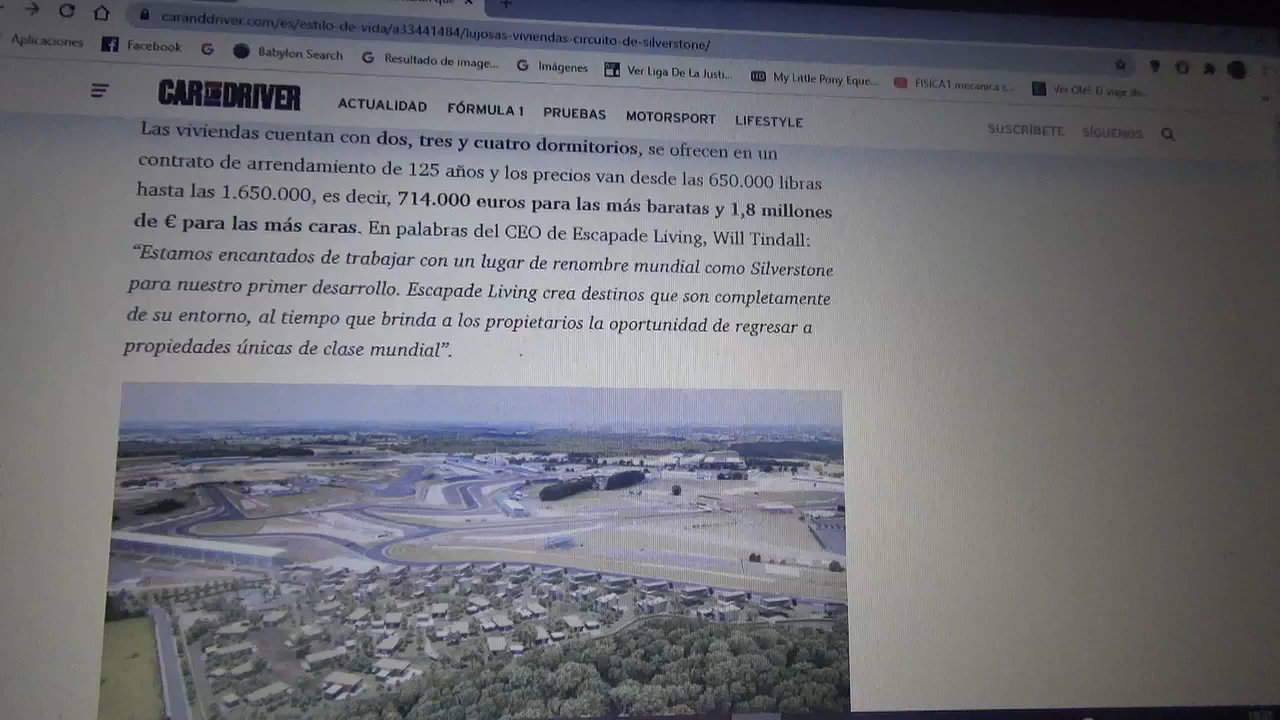 caranddriver.com/es/estilo-de-vida/a33441484/lujosas-viviendas-circuito-de-silverstone/
Aplicaciones Facebook Babylon Search Resultado de image... Imágenes Ver Liga De La Justi... My Little Pony Eque... FISICA1 mecanica c... Ver Olé! El viaje de...
CAR DRIVER ACTUALIDAD FÓRMULA 1 PRUEBAS MOTORSPORT LIFESTYLE SUSCRÍBETE SÍGUENOS
Las viviendas cuentan con dos, tres y cuatro dormitorios, se ofrecen en un
contrato de arrendamiento de 125 años y los precios van desde las 650.000 libras
hasta las 1.650.000, es decir, 714.000 euros para las más baratas y 1,8 millones
de € para las más caras. En palabras del CEO de Escapade Living, Will Tindall:
“Estamos encantados de trabajar con un lugar de renombre mundial como Silverstone
para nuestro primer desarrollo. Escapade Living crea destinos que son completamente
de su entorno, al tiempo que brinda a los propietarios la oportunidad de regresar a
propiedades únicas de clase mundial”.